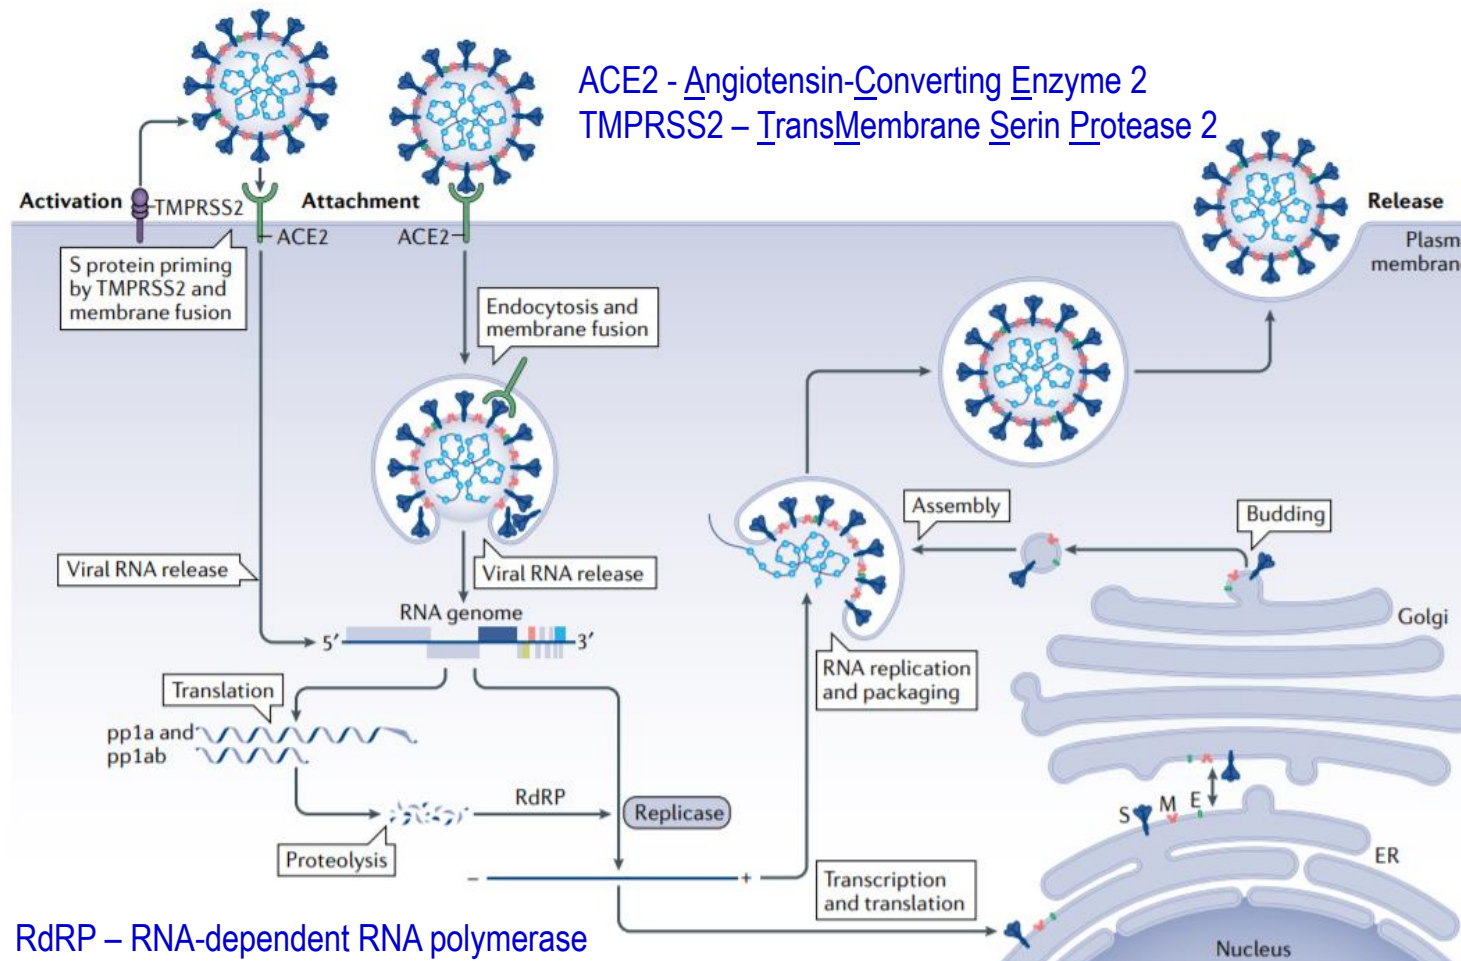 ACE2 - Angiotensin-Converting Enzyme 2
TMPRSS2 – TransMembrane Serin Protease 2
Activation
TMPRSS2
Attachment
Release
ACE2
ACE2
Plasm
membrane
S protein priming
by TMPRSS2 and
membrane fusion
Endocytosis and
membrane fusion
Assembly
Budding
Viral RNA release
Viral RNA release
RNA genome
5′
3′
Golgi
RNA replication
and packaging
Translation
pp1a and
pp1ab
RdRP
Replicase
Proteolysis
S
M
E
ER
–
+
Transcription
and translation
Nucleus
RdRP – RNA-dependent RNA polymerase